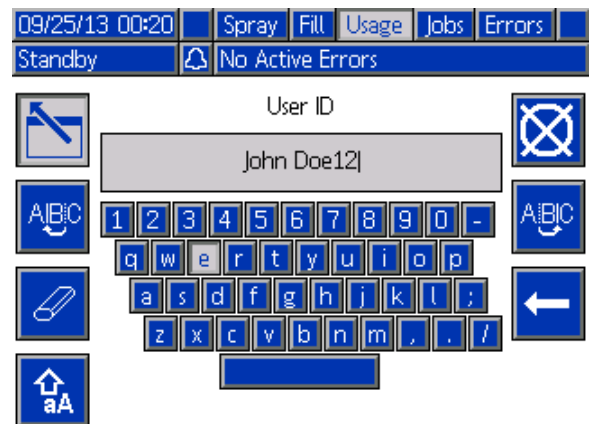 09/25/13 00:20 Spray Fill Usage Jobs Errors
Standby No Active Errors
User ID
John Doe12
ABC ABC
1 2 3 4 5 6 7 8 9 0 -
q w e r t y u i o p
a s d f g h j k l ;
z x c v b n m , . /
aA